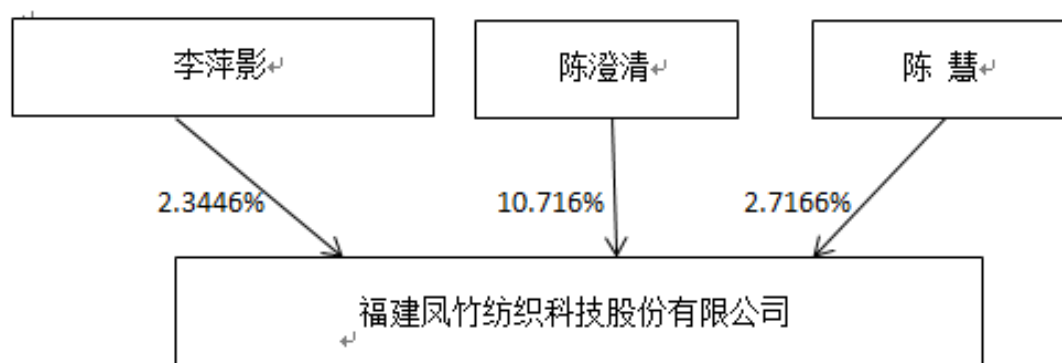 李萍影
陈澄清
陈 慧
2.3446%
10.716%
2.7166%
福建凤竹纺织科技股份有限公司